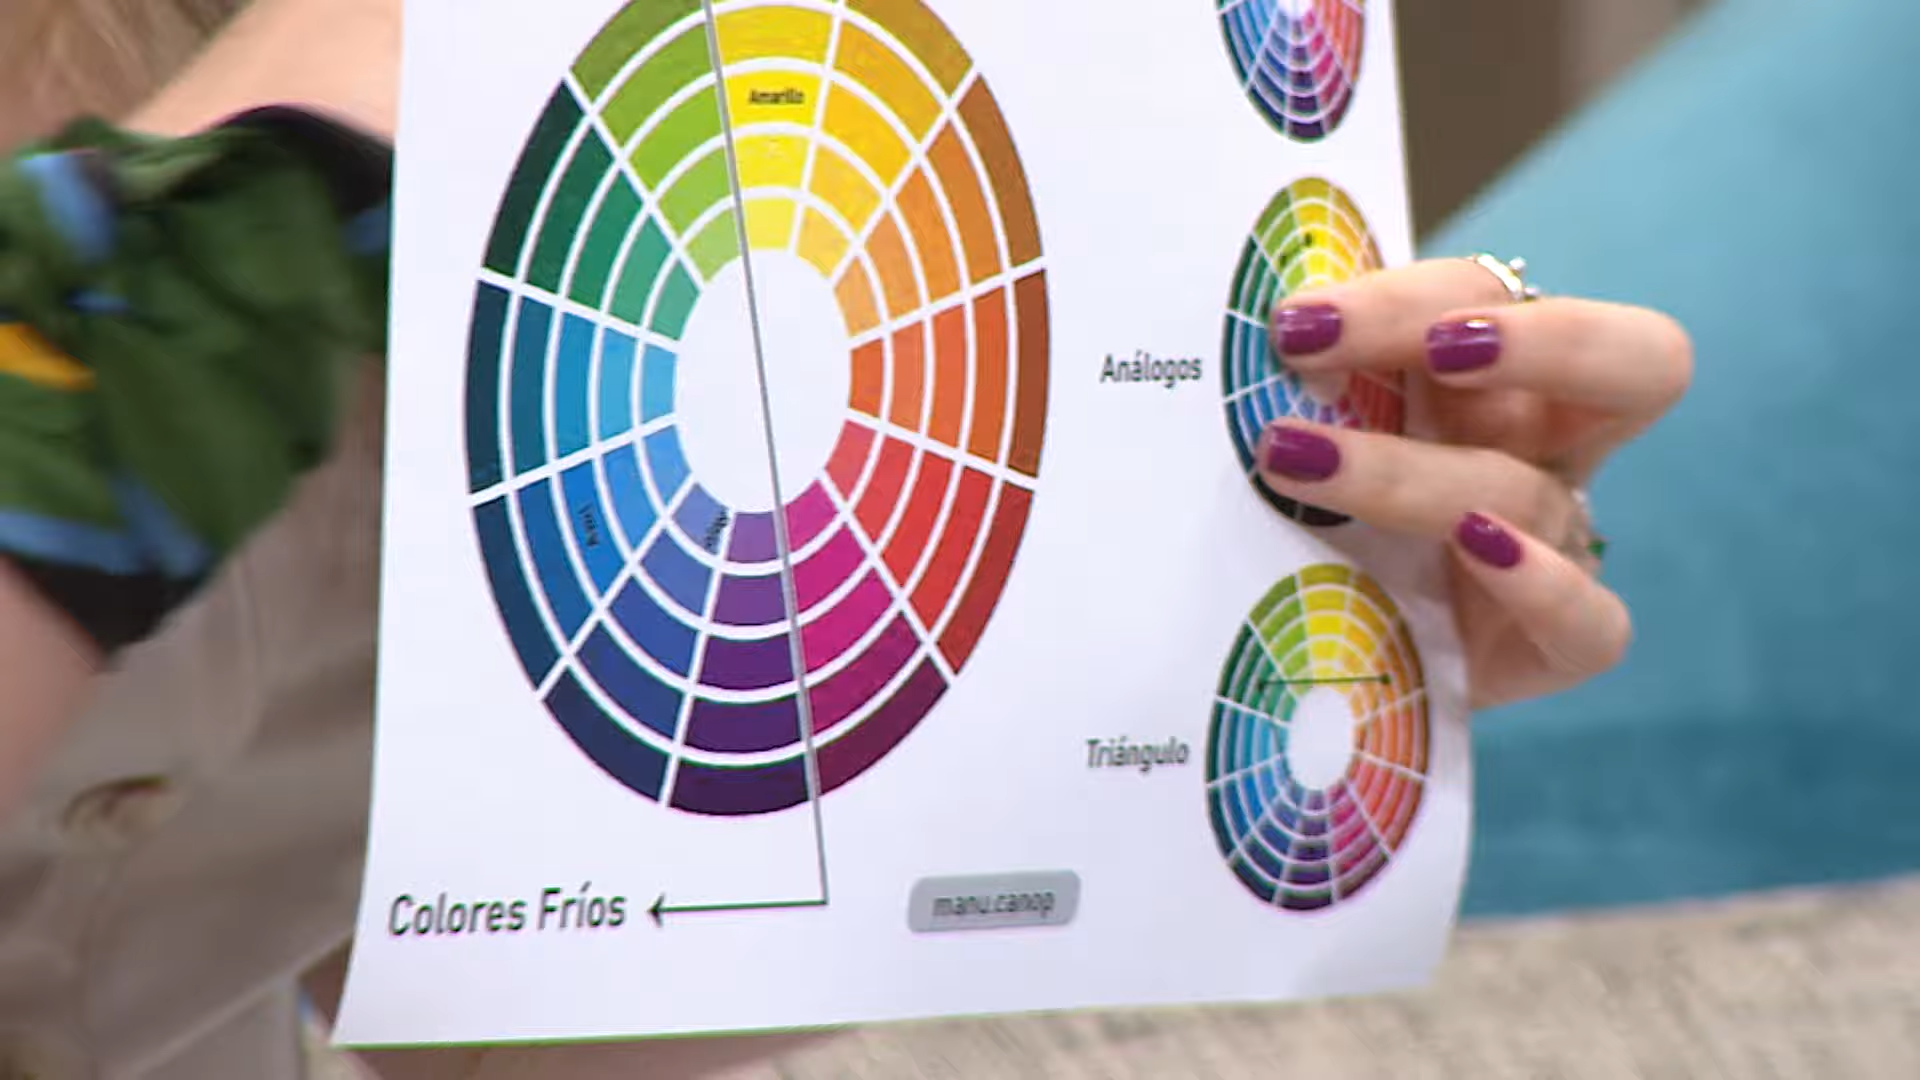 Amarillo
Análogos
Triángulo
Colores Fríos
manu.canop